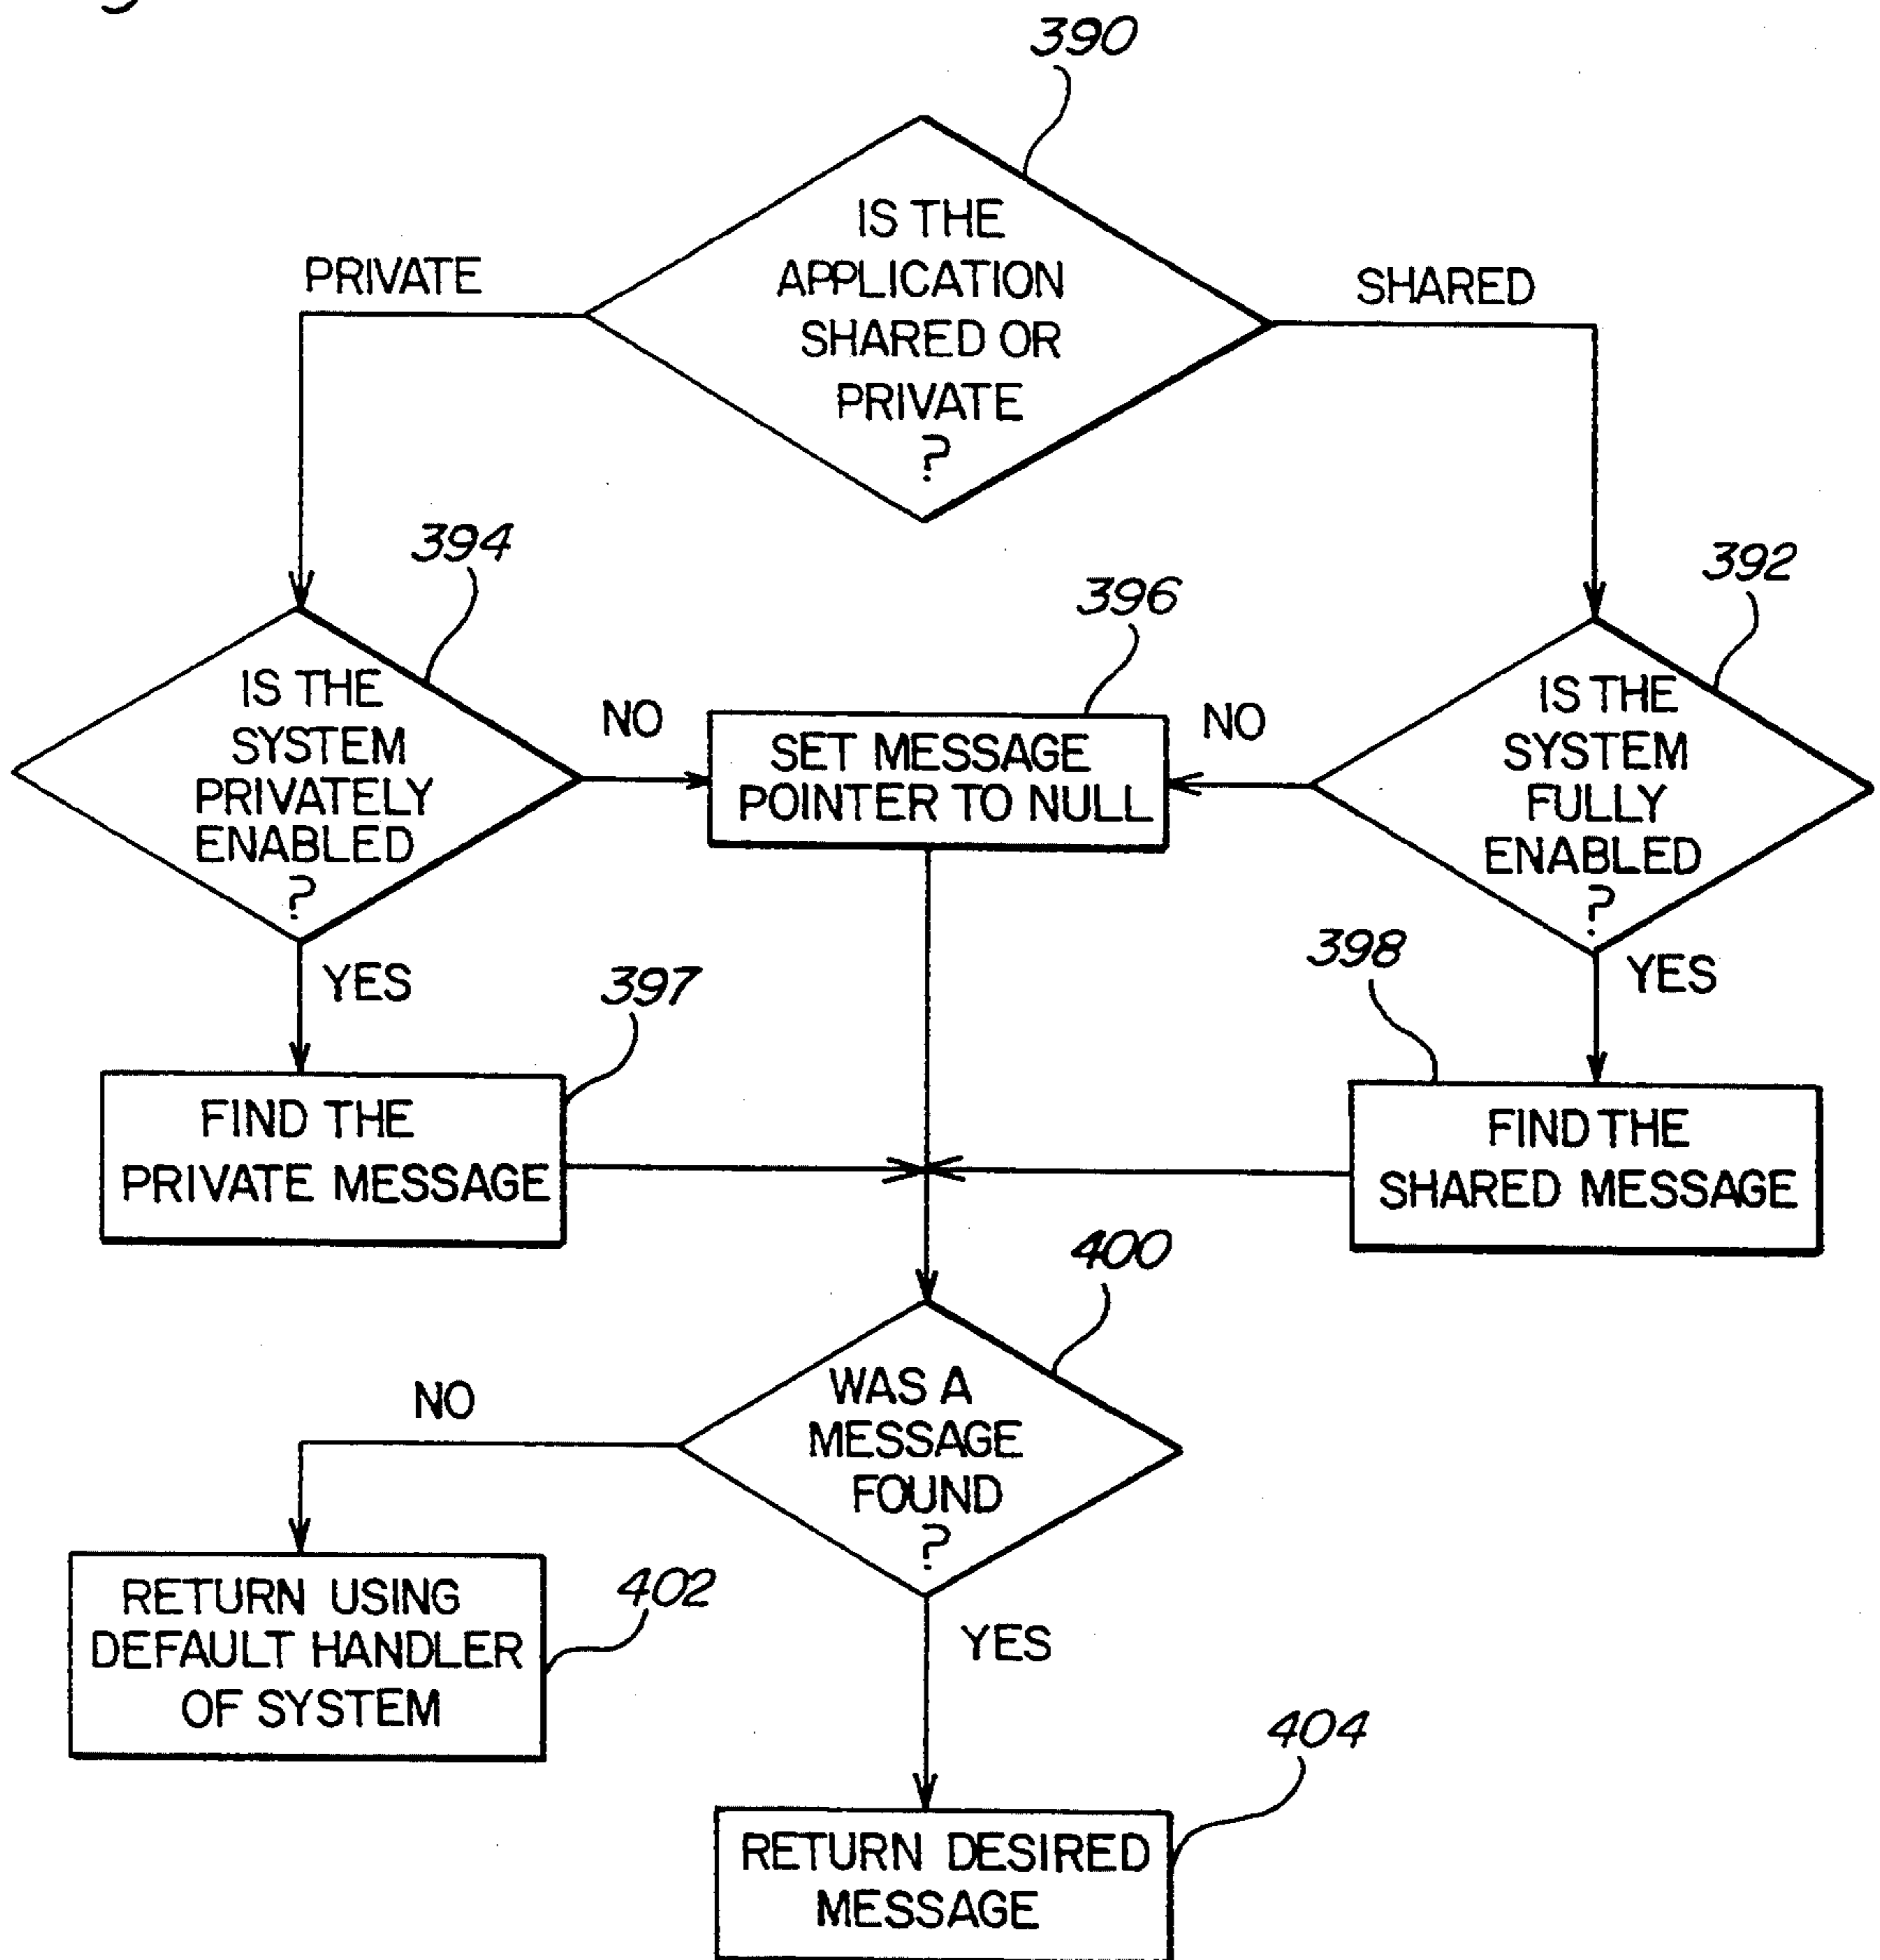 390
IS THE
APPLICATION
SHARED OR
PRIVATE
?
PRIVATE
SHARED
394
IS THE
SYSTEM
PRIVATELY
ENABLED
?
NO
396
SET MESSAGE
POINTER TO NULL
NO
392
IS THE
SYSTEM
FULLY
ENABLED
?
YES
397
FIND THE
PRIVATE MESSAGE
398
YES
FIND THE
SHARED MESSAGE
400
WAS A
MESSAGE
FOUND
?
NO
RETURN USING
DEFAULT HANDLER
OF SYSTEM
402
YES
404
RETURN DESIRED
MESSAGE